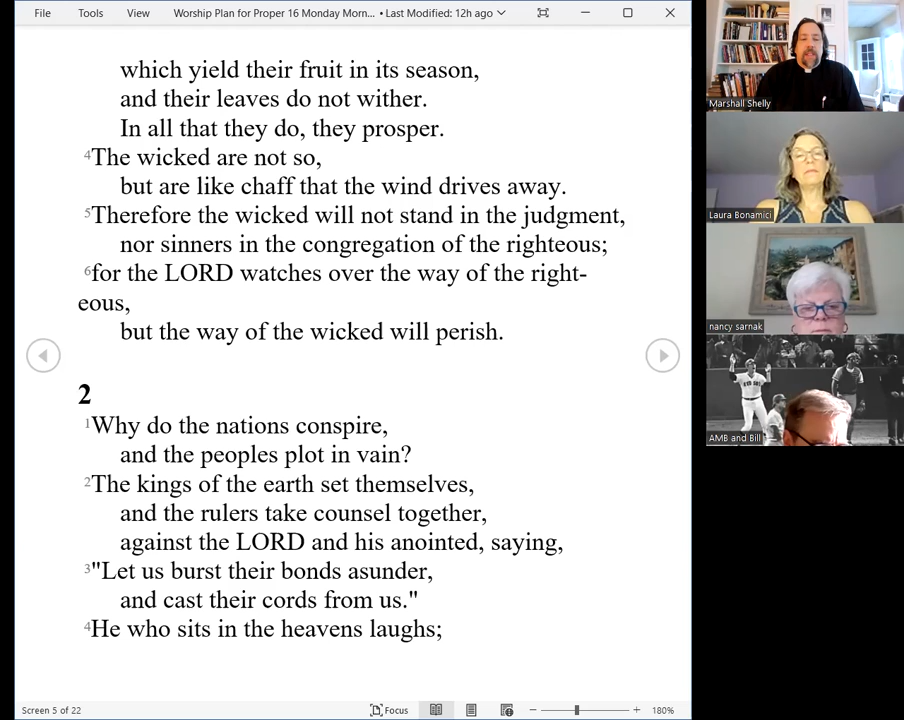 File Tools Worship Plan for Proper 16 Monday Morn... • Last Modified: 12h ago
which yield their fruit in its season,
and their leaves do not wither.
In all that they do, they prosper.
4The wicked are not so,
but are like chaff that the wind drives away.
5Therefore the wicked will not stand in the judgment,
nor sinners in the congregation of the righteous;
6for the LORD watches over the way of the right-
eous,
but the way of the wicked will perish.
2
1Why do the nations conspire,
and the peoples plot in vain?
2The kings of the earth set themselves,
and the rulers take counsel together,
against the LORD and his anointed, saying,
3"Let us burst their bonds asunder,
and cast their cords from us."
4He who sits in the heavens laughs;
Screen 5 of 22 Focus 180%
Marshall Shelly
Laura Bonamici
nancy sarnak
RED SOX
AMB and Bill